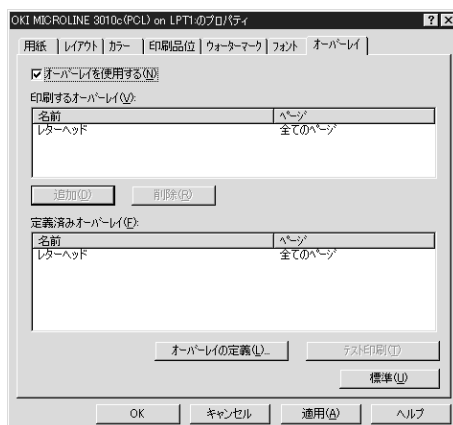 OKI MICROLINE 3010c(PCL) on LPT1:のプロパティ
用紙 レイアウト カラー 印刷品位 ウォーターマーク フォント オーバーレイ
オーバーレイを使用する(N)
印刷するオーバーレイ(V):
名前 ページ
レターヘッド 全てのページ
追加(D) 削除(R)
定義済みオーバーレイ(F):
名前 ページ
レターヘッド 全てのページ
オーバーレイの定義(L)... テスト印刷(T)
標準(U)
OK キャンセル 適用(A) ヘルプ